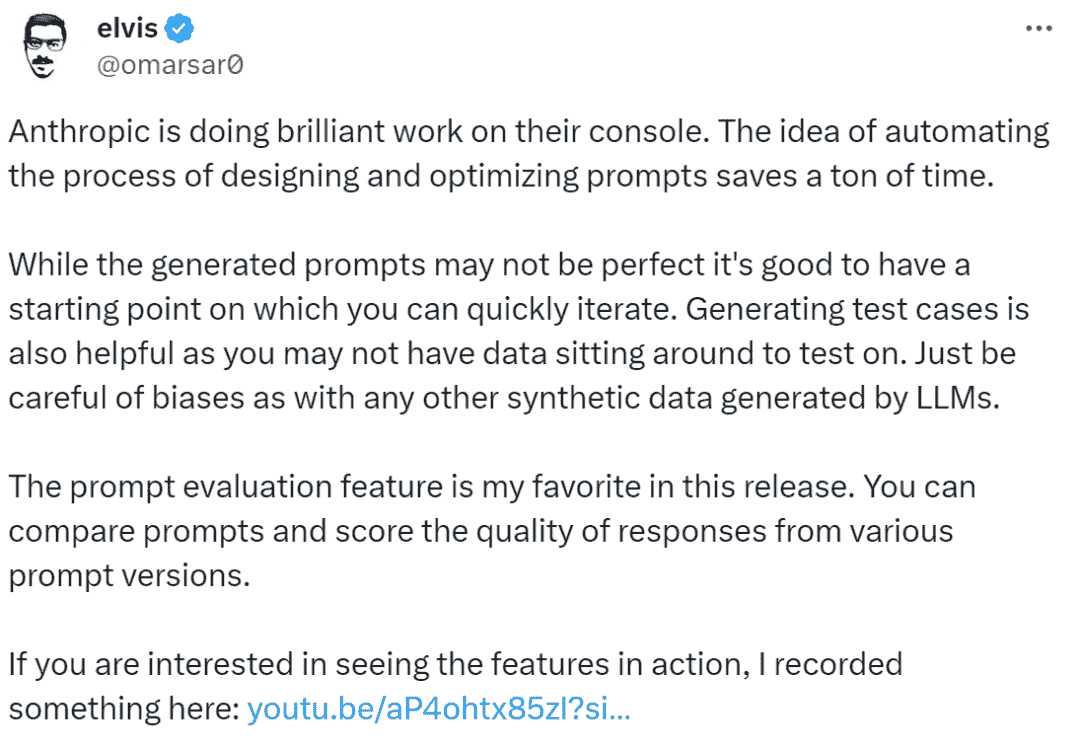 elvis
@omarsar0
Anthropic is doing brilliant work on their console. The idea of automating
the process of designing and optimizing prompts saves a ton of time.
While the generated prompts may not be perfect it's good to have a
starting point on which you can quickly iterate. Generating test cases is
also helpful as you may not have data sitting around to test on. Just be
careful of biases as with any other synthetic data generated by LLMs.
The prompt evaluation feature is my favorite in this release. You can
compare prompts and score the quality of responses from various
prompt versions.
If you are interested in seeing the features in action, I recorded
something here: youtu.be/aP4ohtx85zI?si...